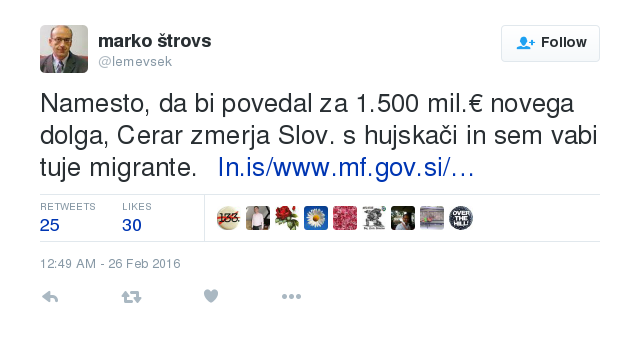 marko štrovs
@lemevsek
Follow
Namesto, da bi povedal za 1.500 mil.€ novega
dolga, Cerar zmerja Slov. s hujskači in sem vabi
tuje migrante. ln.is/www.mf.gov.si/…
RETWEETS LIKES
25 30
133
OVER THE HILL!
12:49 AM - 26 Feb 2016